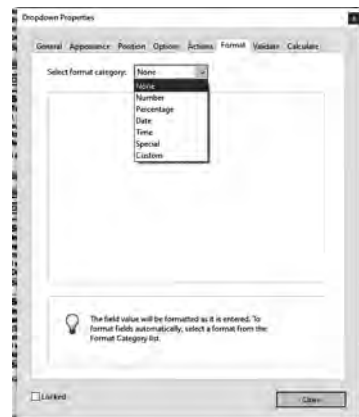 Dropdown Properties
General Appearance Position Options Actions Format Validate Calculate
Select format category: None
None
Number
Percentage
Date
Time
Special
Custom
The field value will be formatted as it is entered. To
format fields automatically, select a format from the
Format Category list.
Locked
Close